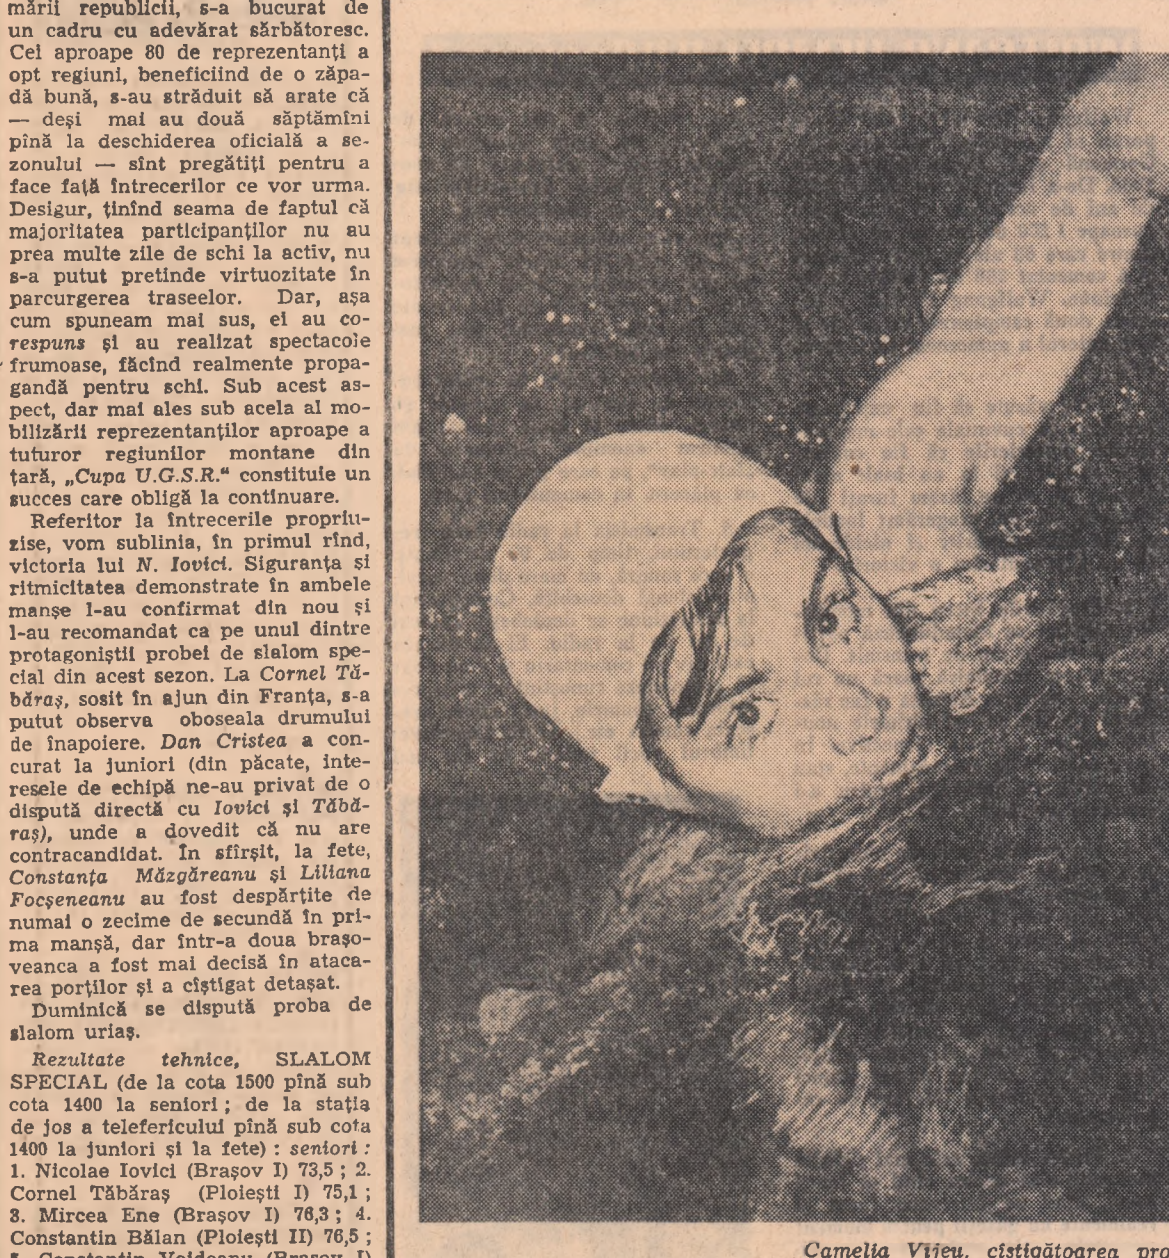 mării republicii, s-a bucurat de
un cadru cu adevărat sărbătoresc.
Cei aproape 80 de reprezentanți a
opt regiuni, beneficiind de o zăpa-
dă bună, s-au străduit să arate că
— deși mai au două săptămîni
pînă la deschiderea oficială a se-
zonului — sînt pregătiți pentru a
face față întrecerilor ce vor urma.
Desigur, ținînd seama de faptul că
majoritatea participanților nu au
prea multe zile de schi la activ, nu
s-a putut pretinde virtuozitate în
parcurgerea traseelor. Dar, așa
cum spuneam mai sus, ei au co-
respuns și au realizat spectacole
frumoase, făcînd realmente propa-
gandă pentru schi. Sub acest as-
pect, dar mai ales sub acela al mo-
bilizării reprezentanților aproape a
tuturor regiunilor montane din
țară, „Cupa U.G.S.R.“ constituie un
succes care obligă la continuare.
Referitor la întrecerile propriu-
zise, vom sublinia, în primul rînd,
victoria lui N. Iovici. Siguranța și
ritmicitatea demonstrate în ambele
manșe l-au confirmat din nou și
l-au recomandat ca pe unul dintre
protagoniștii probei de slalom spe-
cial din acest sezon. La Cornel Tă-
băraș, sosit în ajun din Franța, s-a
putut observa oboseala drumului
de înapoiere. Dan Cristea a con-
curat la juniori (din păcate, inte-
resele de echipă ne-au privat de o
dispută directă cu Iovici și Tăbă-
raș), unde a dovedit că nu are
contracandidat. În sfîrșit, la fete,
Constanța Măzgăreanu și Liliana
Focșeneanu au fost despărțite de
numai o zecime de secundă în pri-
ma manșă, dar într-a doua brașo-
veanca a fost mai decisă în ataca-
rea porților și a cîștigat detașat.
Duminică se dispută proba de
slalom uriaș.
Rezultate tehnice, SLALOM
SPECIAL (de la cota 1500 pînă sub
cota 1400 la seniori ; de la stația
de jos a telefericului pînă sub cota
1400 la juniori și la fete) : seniori :
1. Nicolae Iovici (Brașov I) 73,5 ; 2.
Cornel Tăbăraș (Ploiești I) 75,1 ;
3. Mircea Ene (Brașov I) 76,3 ; 4.
Constantin Bălan (Ploiești II) 76,5 ;
Camelia Vijeu, cîștigătoarea pro